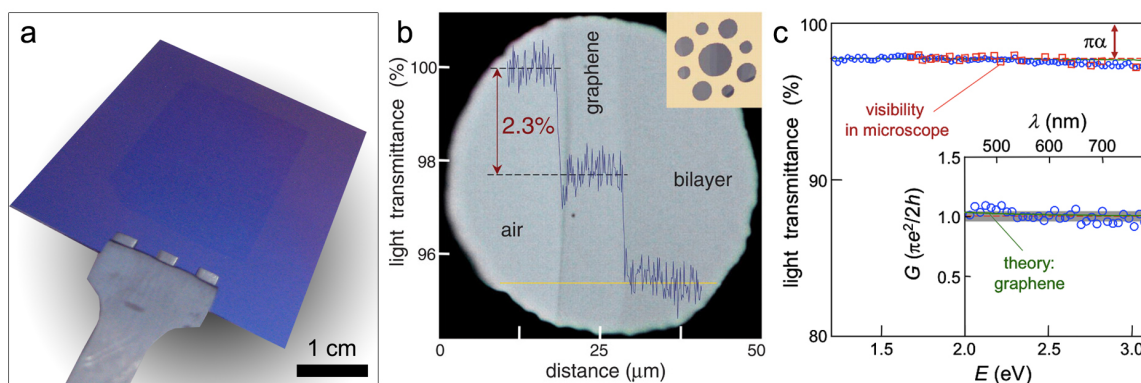 a
1 cm
b
light transmittance (%)
100
98
96
2.3%
air
graphene
bilayer
0
25
50
distance (μm)
c
light transmittance (%)
100
90
80
πα
visibility
in microscope
λ (nm)
500
600
700
G (πe²/2h)
1.5
1.0
0.5
theory:
graphene
1.5
2.0
2.5
3.0
E (eV)